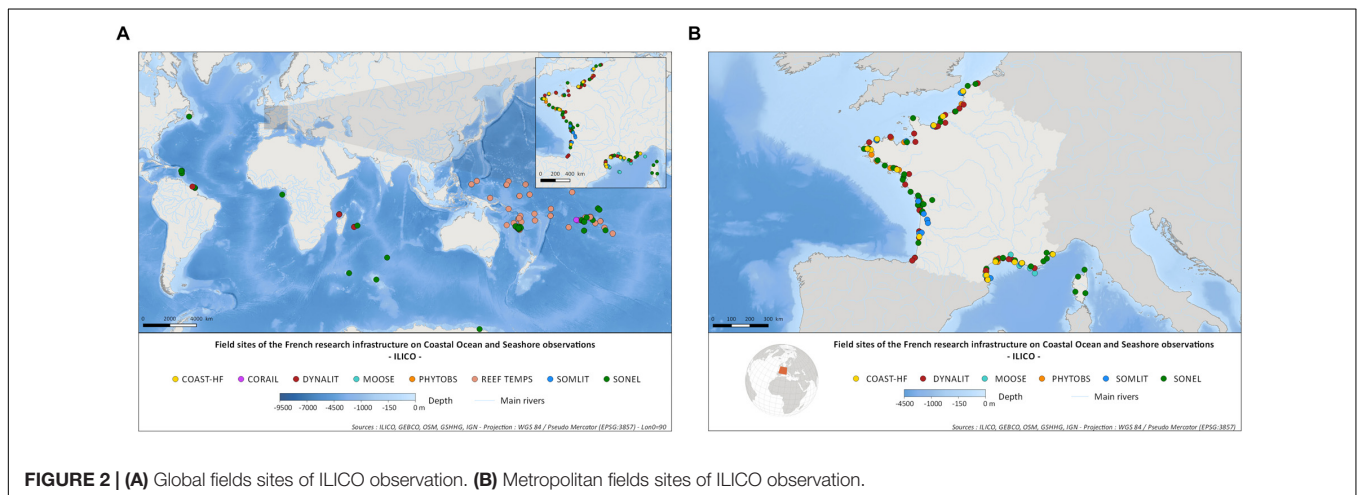 A
B
0 200 400 km
0 2000 4000 km
0 100 200 300 km
Field sites of the French research infrastructure on Coastal Ocean and Seashore observations
- ILICO -
COAST-HF CORAIL DYNALIT MOOSE PHYTOBS REEF TEMPS SOMLIT SONEL
-9500 -7000 -4500 -1000 -150 0 m Depth Main rivers
Sources : ILICO, GEBCO, OSM, GSHHG, IGN - Projection : WGS 84 / Pseudo Mercator (EPSG:3857) - Lon0=90
Field sites of the French research infrastructure on Coastal Ocean and Seashore observations
- ILICO -
COAST-HF DYNALIT MOOSE PHYTOBS SOMLIT SONEL
-4500 -1000 -150 0 m Depth Main rivers
Sources : ILICO, GEBCO, OSM, GSHHG, IGN - Projection : WGS 84 / Pseudo Mercator (EPSG:3857)
FIGURE 2 | (A) Global fields sites of ILICO observation. (B) Metropolitan fields sites of ILICO observation.